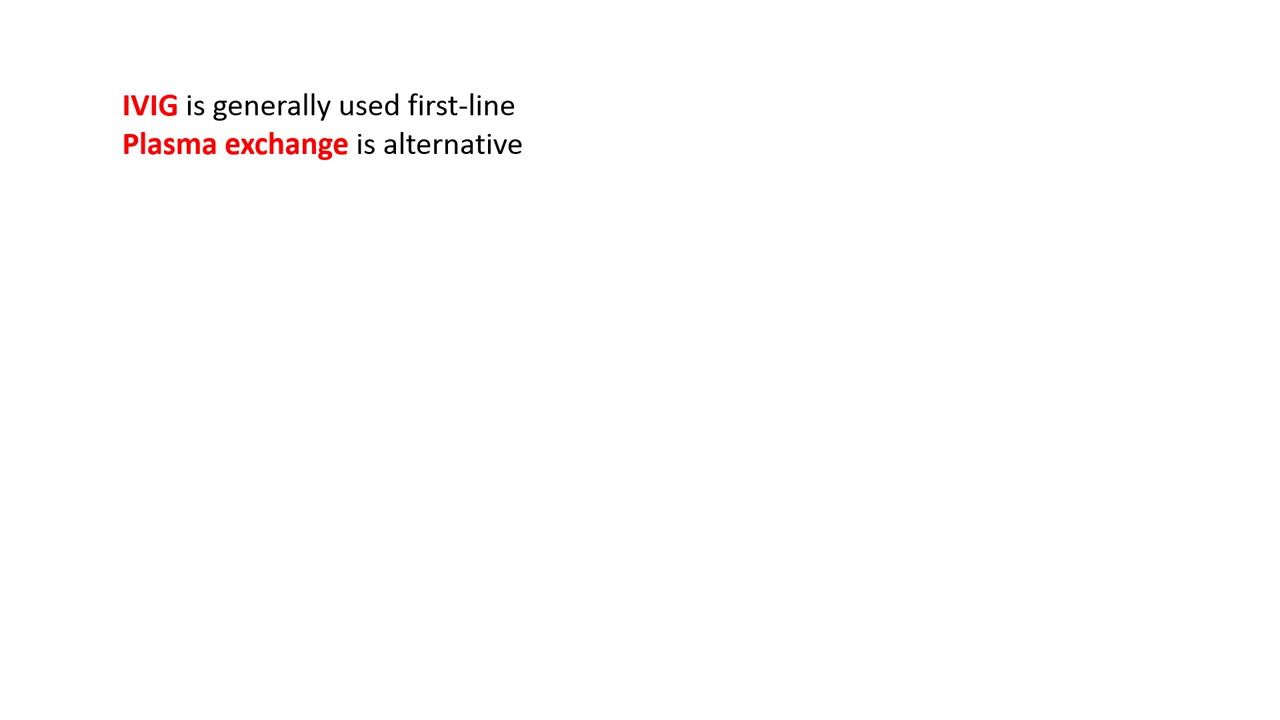 IVIG is generally used first-line
Plasma exchange is alternative